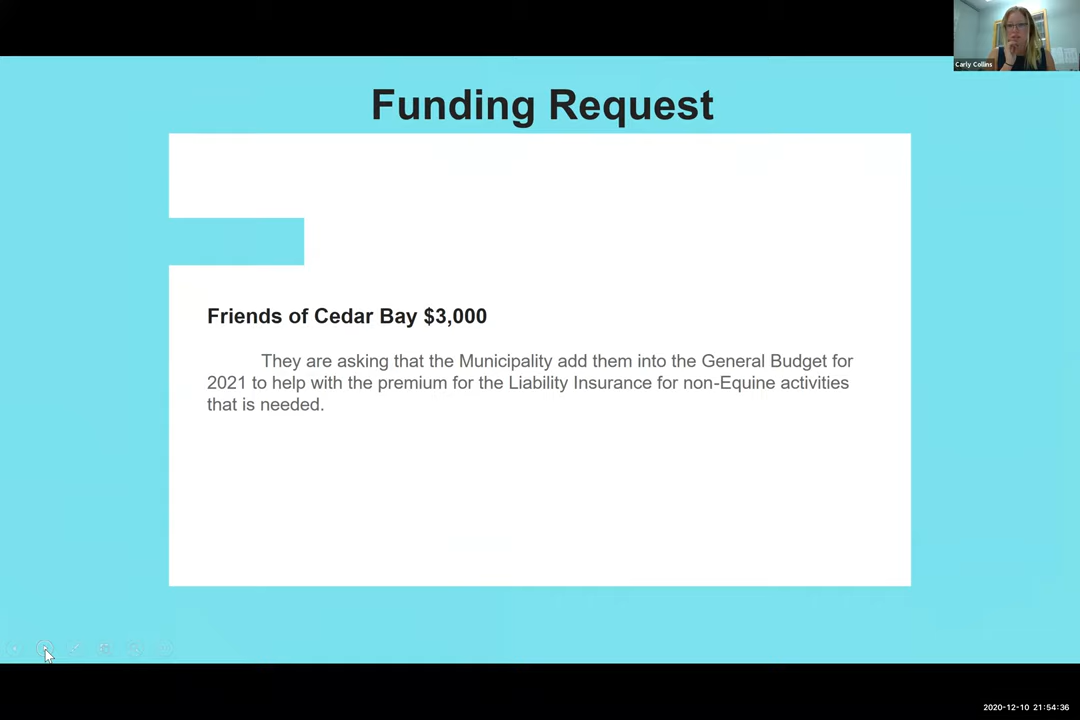 Carly Collins
Funding Request
Friends of Cedar Bay $3,000
They are asking that the Municipality add them into the General Budget for
2021 to help with the premium for the Liability Insurance for non-Equine activities
that is needed.
2020-12-10 21:54:36